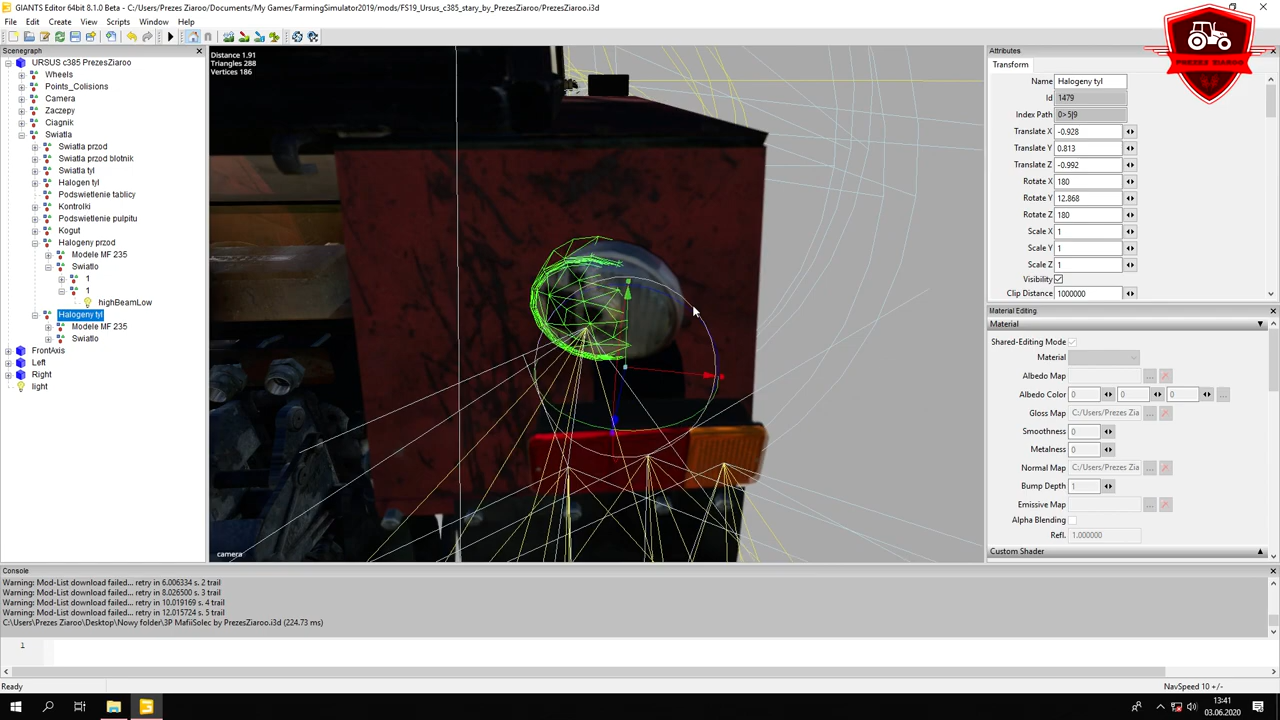 GIANTS Editor 64bit 8.1.0 Beta - C:/Users/Prezes Ziaroo/Documents/My Games/FarmingSimulator2019/mods/FS19_Ursus_c385_stary_by_PrezesZiaroo/PrezesZiaroo.i3d
File Edit Create View Scripts Window Help
Scenegraph
URSUS c385 PrezesZiaroo
Wheels
Points_Colisions
Camera
Zaczepy
Ciagnik
Swiatla
Swiatla przod
Swiatla przod blotnik
Swiatla tyl
Halogen tyl
Podswietlenie tablicy
Kontrolki
Podswietlenie pulpitu
Kogut
Halogeny przod
Modele MF 235
Swiatlo
1
1
highBeamLow
Halogeny tyl
Modele MF 235
Swiatlo
FrontAxis
Left
Right
light
Distance 1.91
Triangles 288
Vertices 186
camera
Attributes
Transform
Name Halogeny tyl
Id 1479
Index Path 0>5|9
Translate X -0.928
Translate Y 0.813
Translate Z -0.992
Rotate X 180
Rotate Y 12.868
Rotate Z 180
Scale X 1
Scale Y 1
Scale Z 1
Visibility
Clip Distance 1000000
Material Editing
Material
Shared-Editing Mode
Material
Albedo Map ...
Albedo Color 0 0 0 ...
Gloss Map C:/Users/Prezes Zia ...
Smoothness 0
Metalness 0
Normal Map C:/Users/Prezes Zia ...
Bump Depth 1
Emissive Map ...
Alpha Blending
Refl. 1.000000
Custom Shader
PREZES ZIAROO
Console
Warning: Mod-List download failed... retry in 6.006334 s. 2 trail
Warning: Mod-List download failed... retry in 8.026500 s. 3 trail
Warning: Mod-List download failed... retry in 10.019169 s. 4 trail
Warning: Mod-List download failed... retry in 12.015724 s. 5 trail
C:\Users\Prezes Ziaroo\Desktop\Nowy folder\3P MafiiSolec by PrezesZiaroo.i3d (224.73 ms)
1
Ready
NavSpeed 10 +/-
13:41
03.06.2020